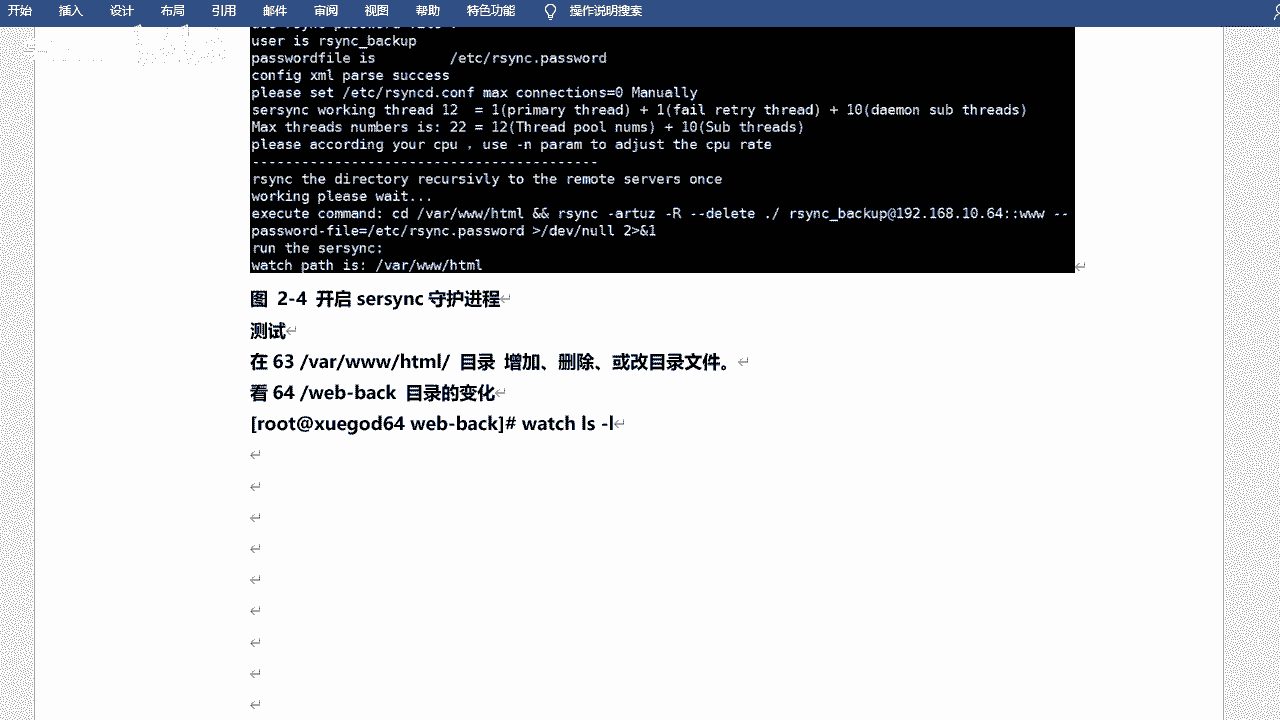 开始 插入 设计 布局 引用 邮件 审阅 视图 帮助 特色功能 操作说明搜索
user is rsync_backup
passwordfile is /etc/rsync.password
config xml parse success
please set /etc/rsyncd.conf max connections=0 Manually
sersync working thread 12 = 1(primary thread) + 1(fail retry thread) + 10(daemon sub threads)
Max threads numbers is: 22 = 12(Thread pool nums) + 10(Sub threads)
please according your cpu , use -n param to adjust the cpu rate
------------------------------------------
rsync the directory recursivly to the remote servers once
working please wait...
execute command: cd /var/www/html && rsync -artuz -R --delete ./ rsync_backup@192.168.10.64::www --
password-file=/etc/rsync.password >/dev/null 2>&1
run the sersync:
watch path is: /var/www/html
图 2-4 开启 sersync 守护进程
测试
在 63 /var/www/html/ 目录 增加、删除、或改目录文件。
看 64 /web-back 目录的变化
[root@xuegod64 web-back]# watch ls -l